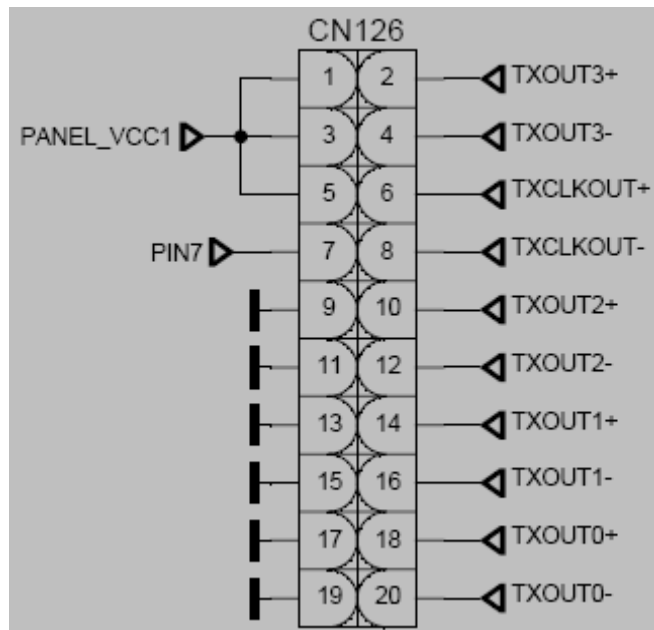 CN126
1 2 TXOUT3+
PANEL_VCC1 3 4 TXOUT3-
5 6 TXCLKOUT+
PIN7 7 8 TXCLKOUT-
9 10 TXOUT2+
11 12 TXOUT2-
13 14 TXOUT1+
15 16 TXOUT1-
17 18 TXOUT0+
19 20 TXOUT0-